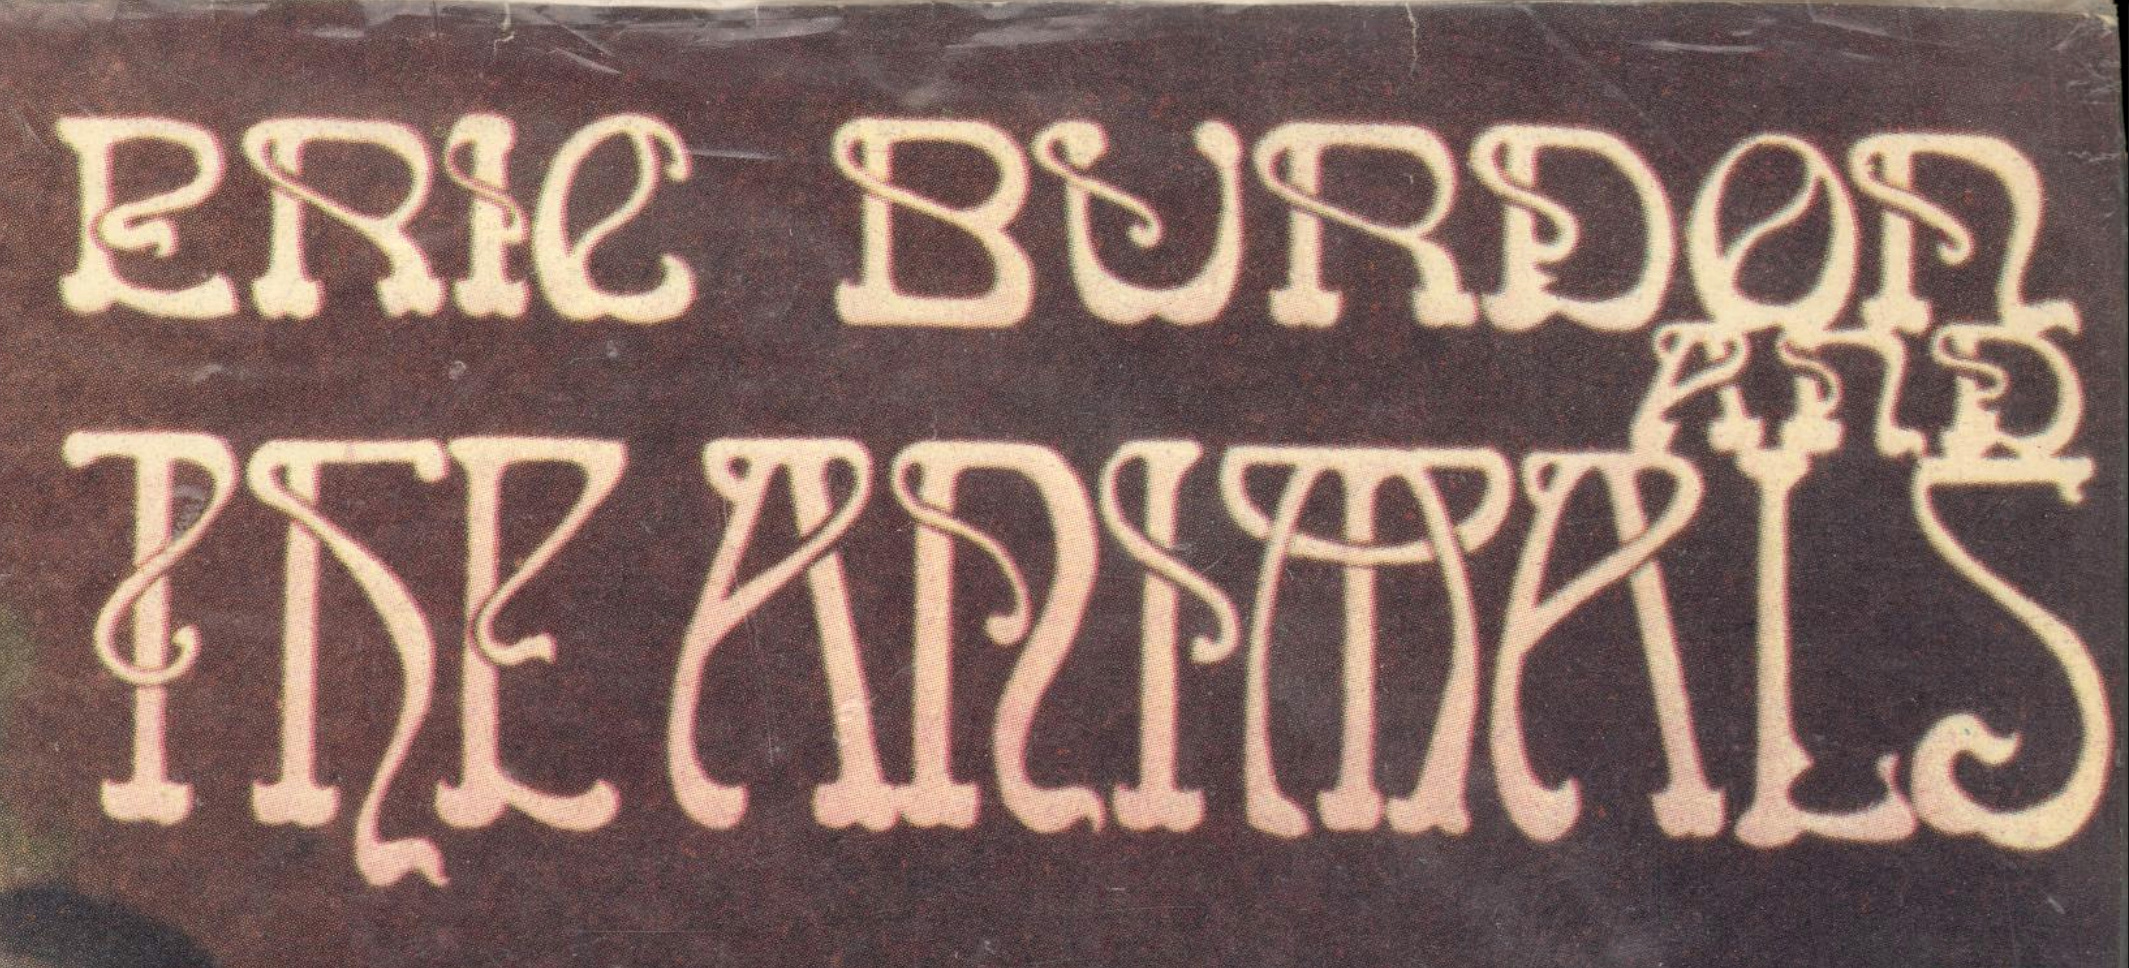 ERIC BURDON
AND
THE ANIMALS